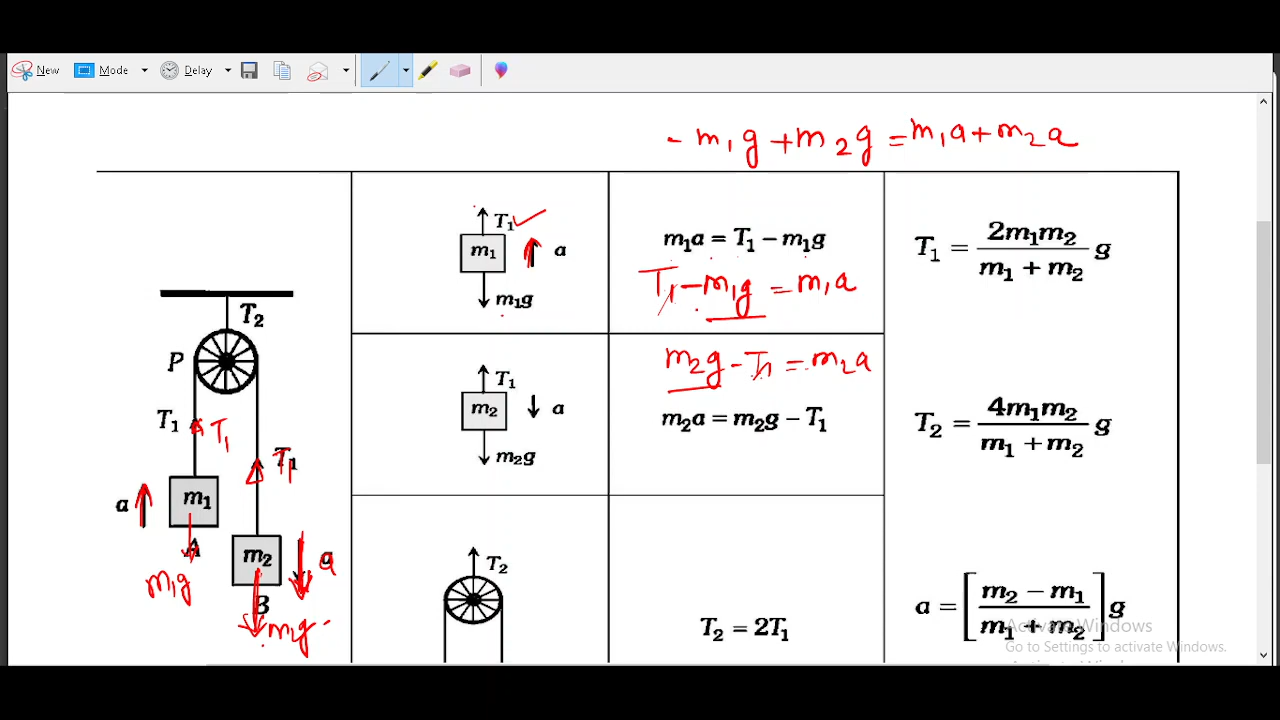 New Mode Delay
- m₁g + m₂g = m₁a + m₂a
T₂
P
T₁ T₁
T₁ T₁
a m₁
A
m₁g
m₂ a a
B
m₂g
T₁
m₁ a
m₁g
m₁a = T₁ − m₁g
T₁ − m₁g = m₁a
T₁ = 2m₁m₂ / m₁ + m₂ g
T₁
m₂ a
m₂g
m₂g − T₁ = m₂a
m₂a = m₂g − T₁
T₂ = 4m₁m₂ / m₁ + m₂ g
T₂
T₂ = 2T₁
a = [m₂ − m₁ / m₁ + m₂] g
Activate Windows
Go to Settings to activate Windows.